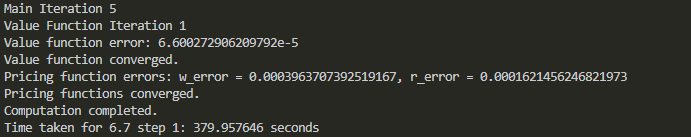 Main Iteration 5
Value Function Iteration 1
Value function error: 6.600272906209792e-5
Value function converged.
Pricing function errors: w_error = 0.0003963707392519167, r_error = 0.0001621456246821973
Pricing functions converged.
Computation completed.
Time taken for 6.7 step 1: 379.957646 seconds